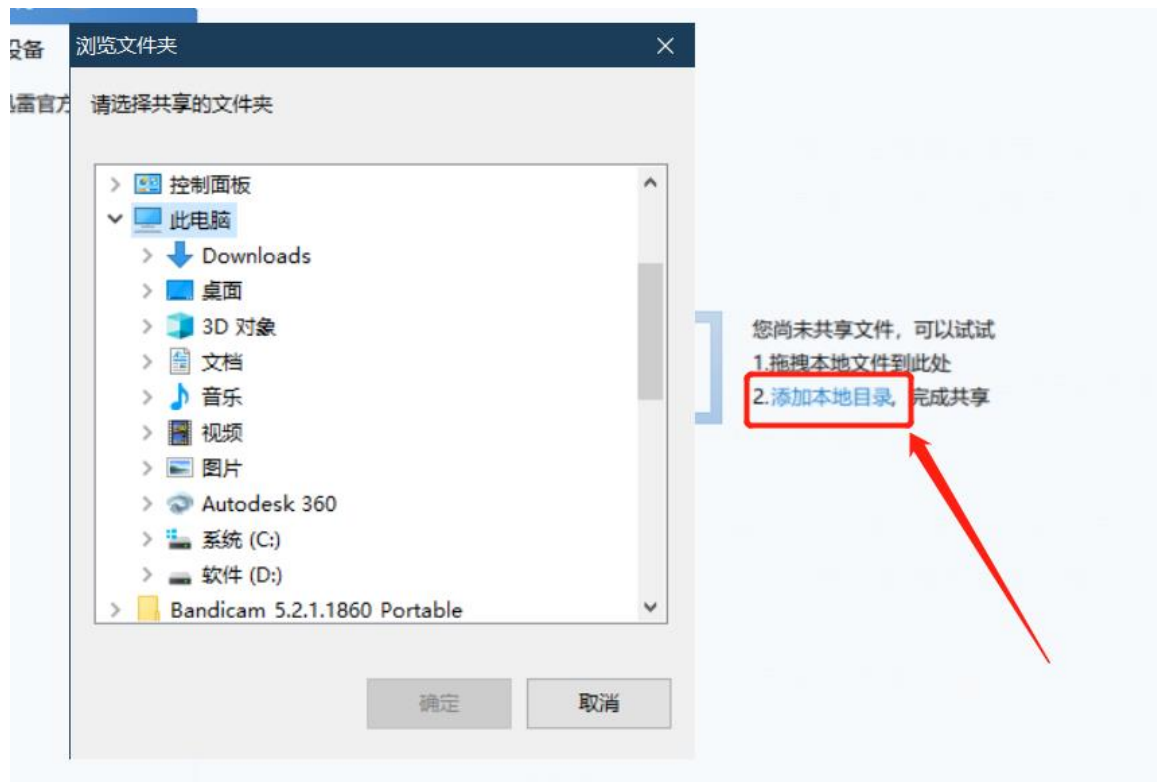 设备
浏览文件夹
迅雷官方
请选择共享的文件夹
控制面板
此电脑
Downloads
桌面
3D 对象
文档
音乐
视频
图片
Autodesk 360
系统 (C:)
软件 (D:)
Bandicam 5.2.1.1860 Portable
确定
取消
您尚未共享文件，可以试试
1.拖拽本地文件到此处
2.添加本地目录，完成共享